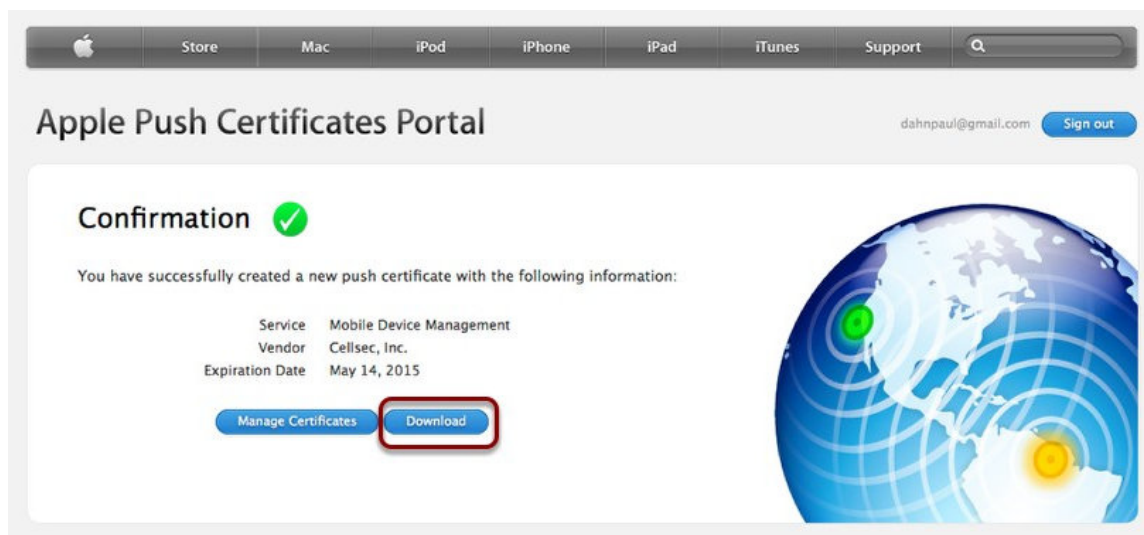 Store Mac iPod iPhone iPad iTunes Support
Apple Push Certificates Portal
dahnpaul@gmail.com Sign out
Confirmation
You have successfully created a new push certificate with the following information:
Service Mobile Device Management
Vendor Cellsec, Inc.
Expiration Date May 14, 2015
Manage Certificates Download